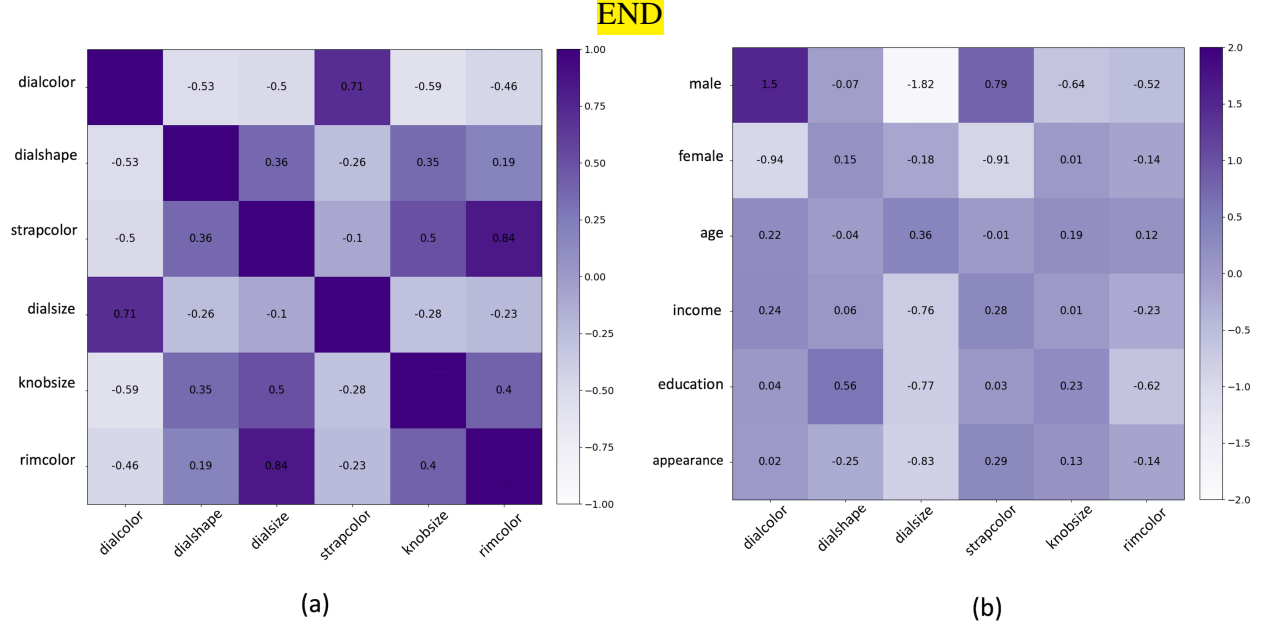 END
dialcolor -0.53 -0.5 0.71 -0.59 -0.46
dialshape -0.53 0.36 -0.26 0.35 0.19
strapcolor -0.5 0.36 -0.1 0.5 0.84
dialsize 0.71 -0.26 -0.1 -0.28 -0.23
knobsize -0.59 0.35 0.5 -0.28 0.4
rimcolor -0.46 0.19 0.84 -0.23 0.4
dialcolor dialshape dialsize strapcolor knobsize rimcolor
1.00
0.75
0.50
0.25
0.00
−0.25
−0.50
−0.75
−1.00
(a)
male 1.5 -0.07 -1.82 0.79 -0.64 -0.52
female -0.94 0.15 -0.18 -0.91 0.01 -0.14
age 0.22 -0.04 0.36 -0.01 0.19 0.12
income 0.24 0.06 -0.76 0.28 0.01 -0.23
education 0.04 0.56 -0.77 0.03 0.23 -0.62
appearance 0.02 -0.25 -0.83 0.29 0.13 -0.14
dialcolor dialshape dialsize strapcolor knobsize rimcolor
2.0
1.5
1.0
0.5
0.0
−0.5
−1.0
−1.5
−2.0
(b)